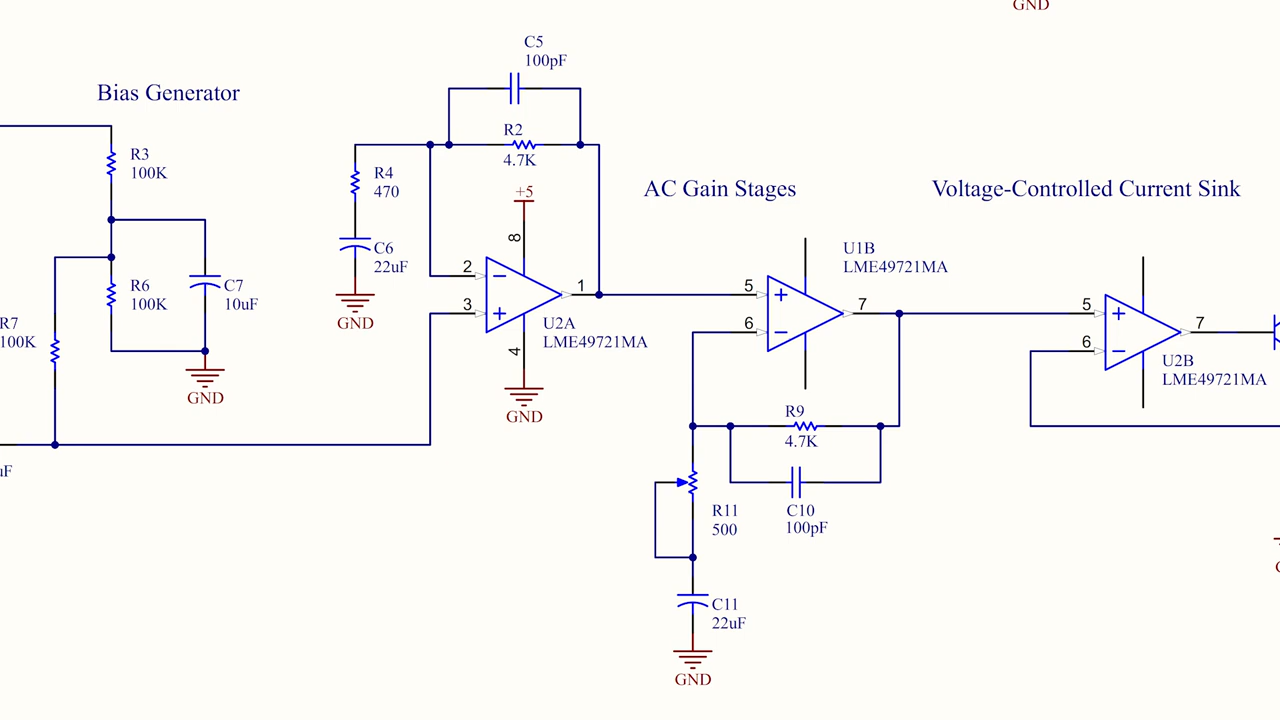 GND
C5
100pF
Bias Generator
R2
4.7K
R3
100K
R4
470
+5
AC Gain Stages
Voltage-Controlled Current Sink
8
C6
22uF
U1B
LME49721MA
2
R6
100K
C7
10uF
1
5
7
3
GND
U2A
LME49721MA
6
5
7
R7
100K
4
6
U2B
LME49721MA
GND
GND
R9
4.7K
uF
R11
500
C10
100pF
C11
22uF
GND